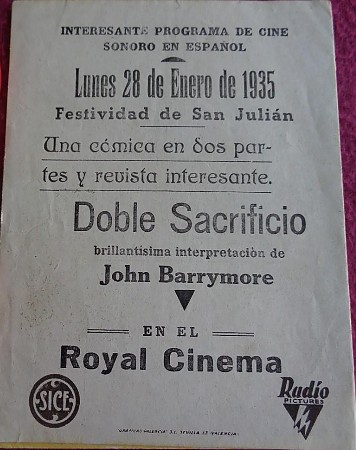 INTERESANTE PROGRAMA DE CINE
SONORO EN ESPAÑOL
Lunes 28 de Enero de 1935
Festividad de San Julián
Una cómica en dos par-
tes y revista interesante.
Doble Sacrificio
brillantísima interpretaciòn de
John Barrymore
EN EL
Royal Cinema
SICE
Radio
PICTURES